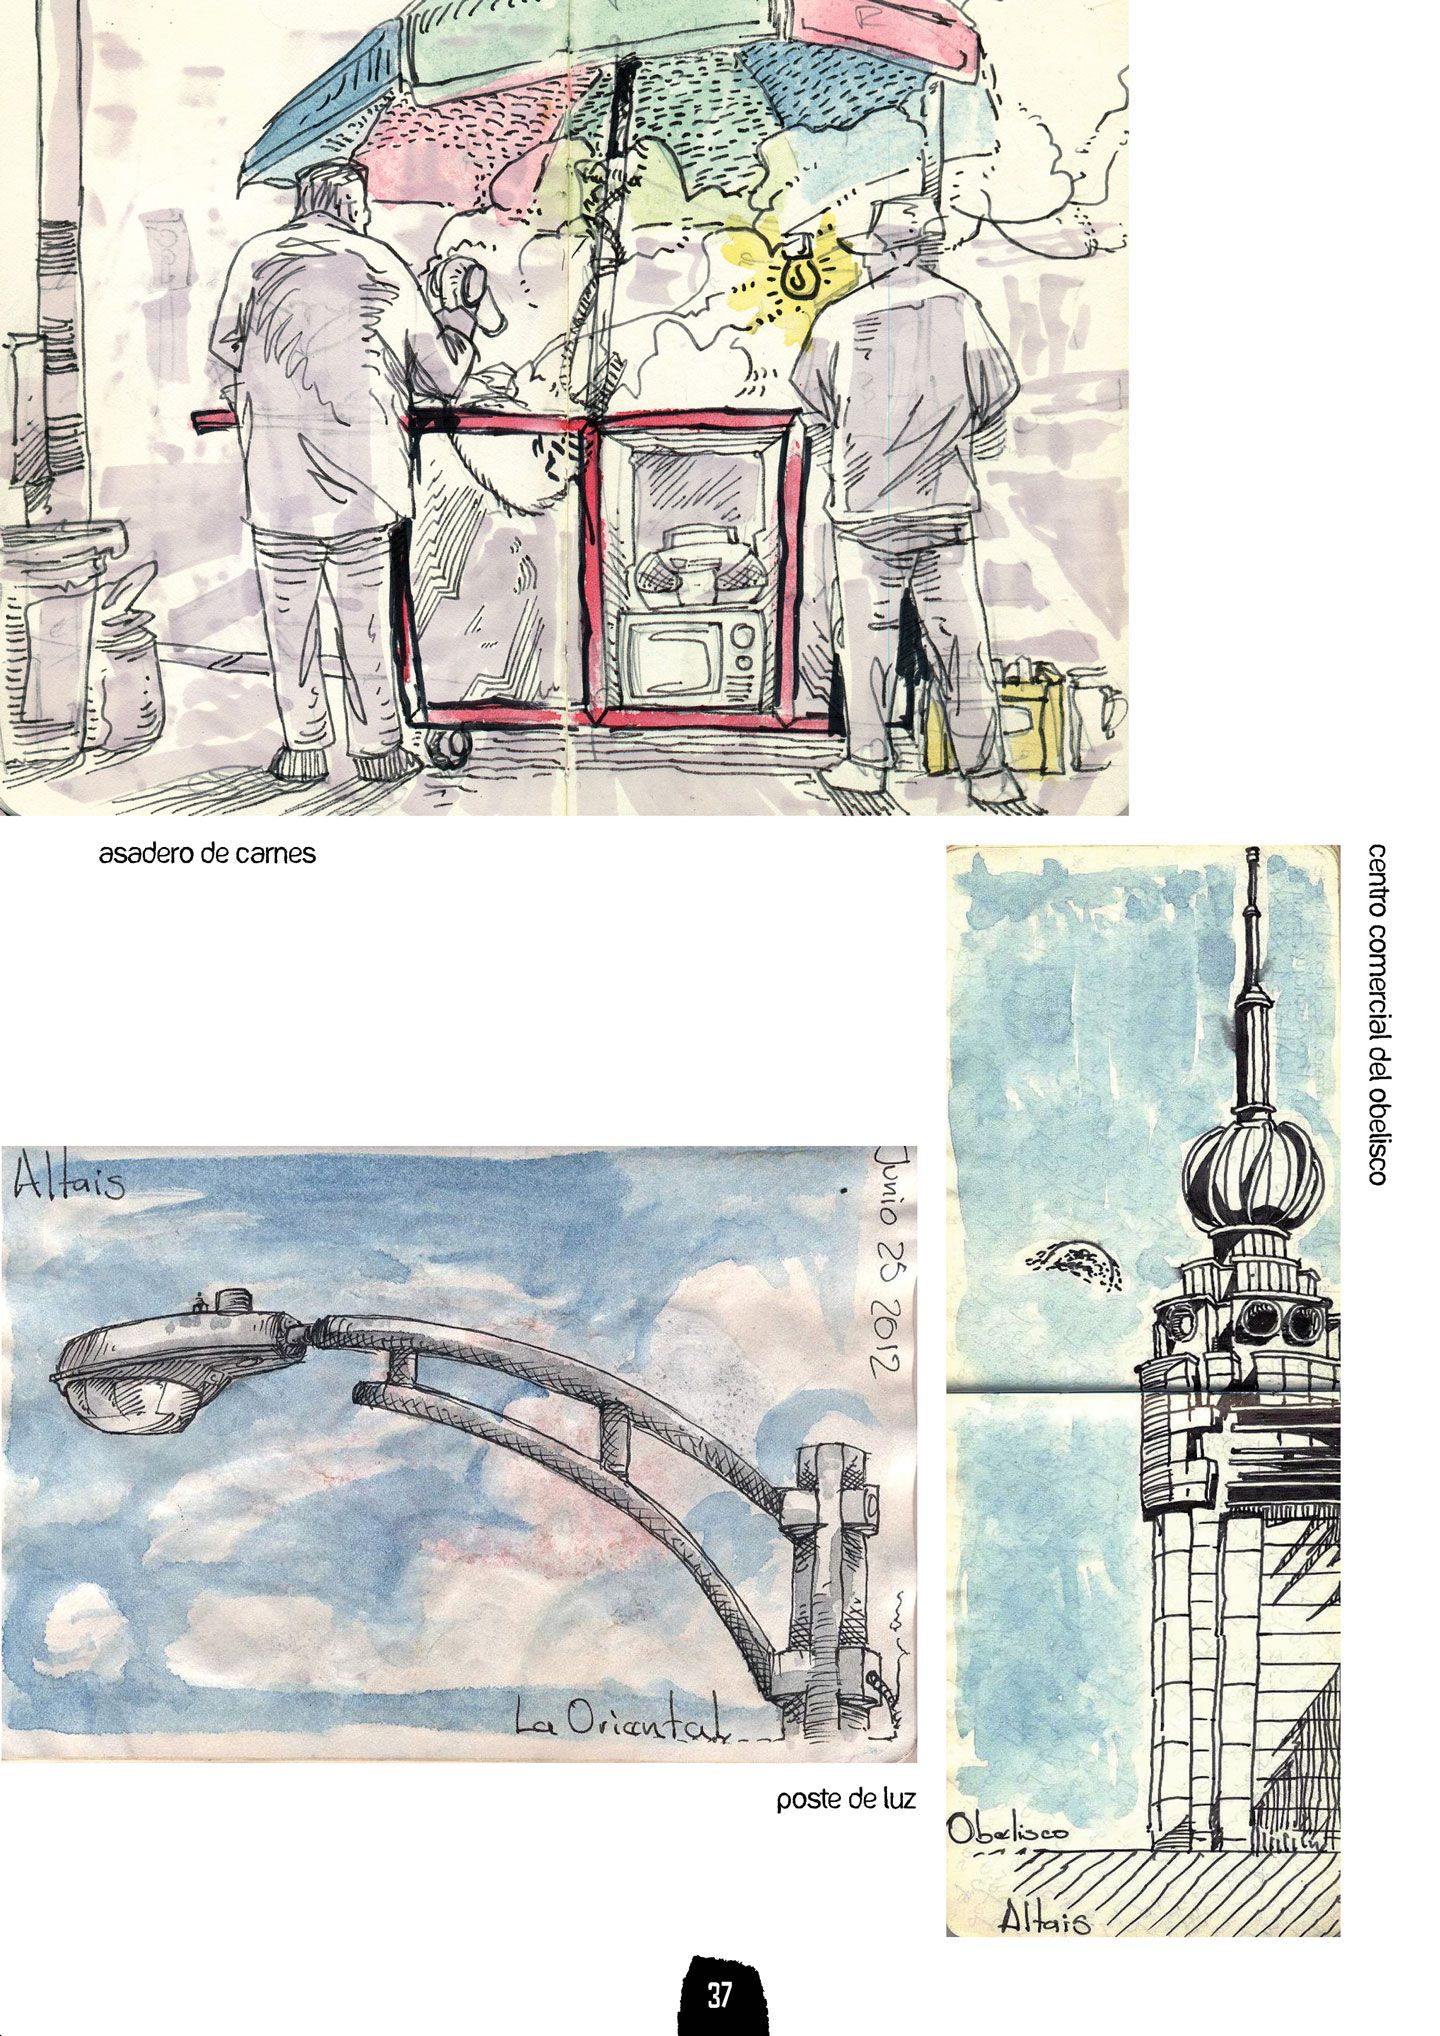 R
asadero de carnes
centro comercial del obelisco
Altais
Junio 25 2012
La Oriental
poste de luz
Obelisco
Altais
37